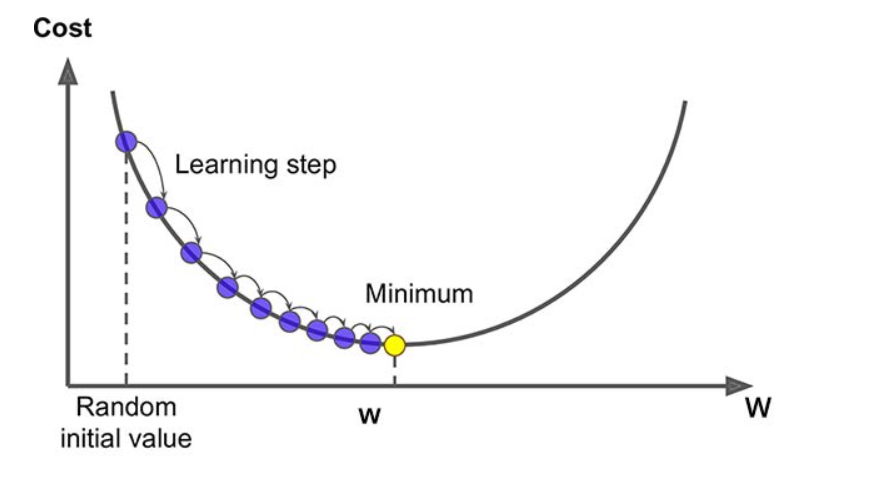 Cost
Learning step
Minimum
Random
initial value
w
W